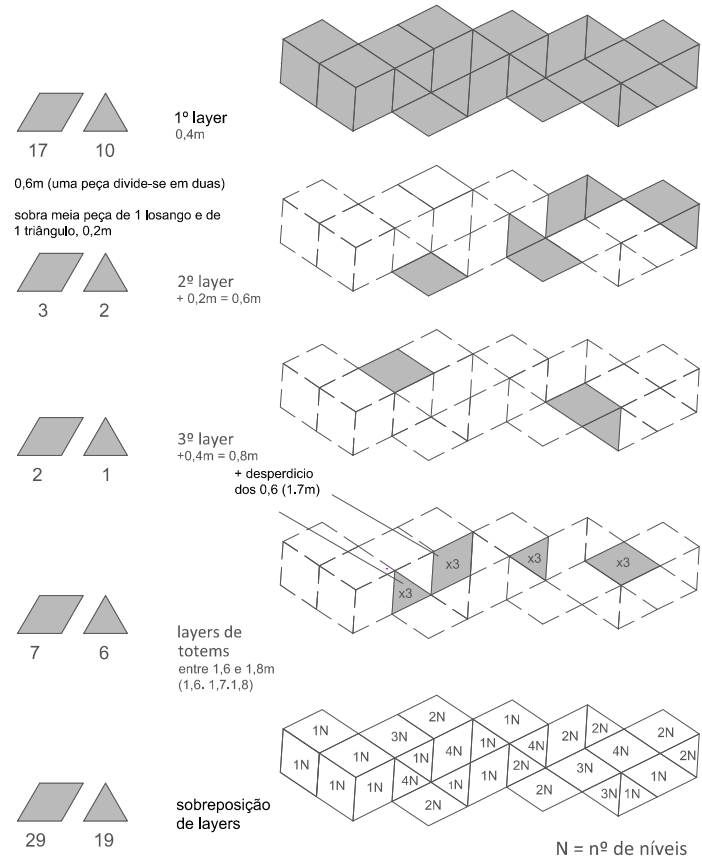 17
10
1º layer
0,4m
0,6m (uma peça divide-se em duas)
sobra meia peça de 1 losango e de
1 triângulo, 0,2m
3
2
2º layer
+ 0,2m = 0,6m
2
1
3º layer
+0,4m = 0,8m
+ desperdicio
dos 0,6 (1.7m)
x3
x3
x3
x3
7
6
layers de
totems
entre 1,6 e 1,8m
(1,6. 1,7.1,8)
1N
2N
1N
2N
2N
2N
3N
1N
4N
1N
4N
4N
2N
1N
1N
1N
4N
1N
1N
2N
3N
1N
2N
2N
3N
1N
29
19
sobreposição
de layers
N = nº de níveis